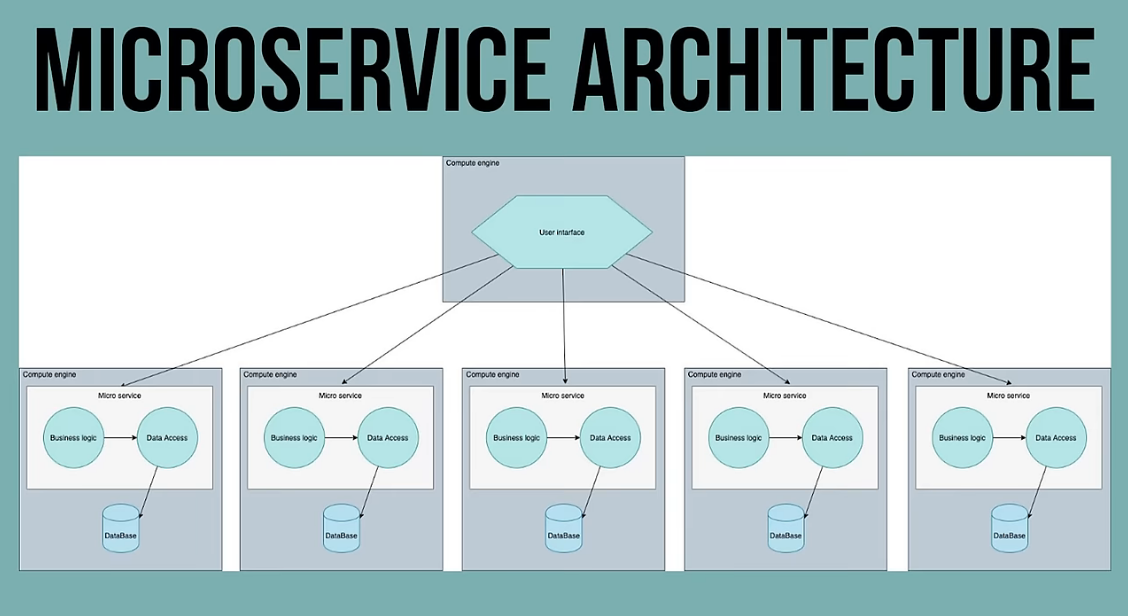 MICROSERVICE ARCHITECTURE
Compute engine
User intarface
Compute engine
Micro service
Business logic
Data Access
DataBase
Compute engine
Micro service
Business logic
Data Access
DataBase
Compute engine
Micro service
Business logic
Data Access
DataBase
Compute engine
Micro service
Business logic
Data Access
DataBase
Compute engine
Micro service
Business logic
Data Access
DataBase